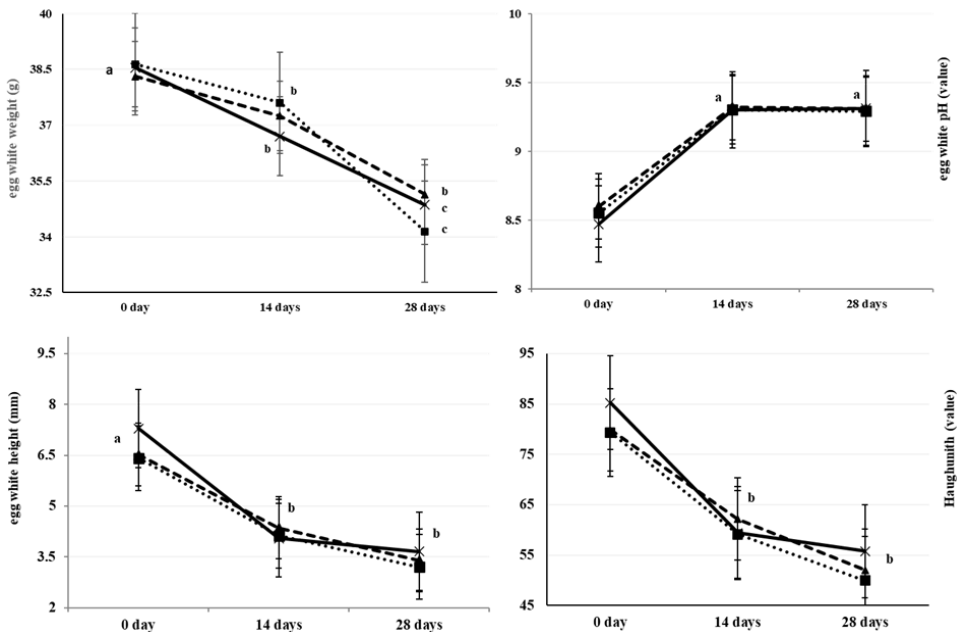 egg white weight (g)
40
38.5
37
35.5
34
32.5
a
b
b
b
c
c
0 day
14 days
28 days
egg white pH (value)
10
9.5
9
8.5
8
a
a
0 day
14 days
28 days
egg white height (mm)
9.5
8
6.5
5
3.5
2
a
b
b
0 day
14 days
28 days
Haughunith (value)
95
85
75
65
55
45
b
b
0 day
14 days
28 days